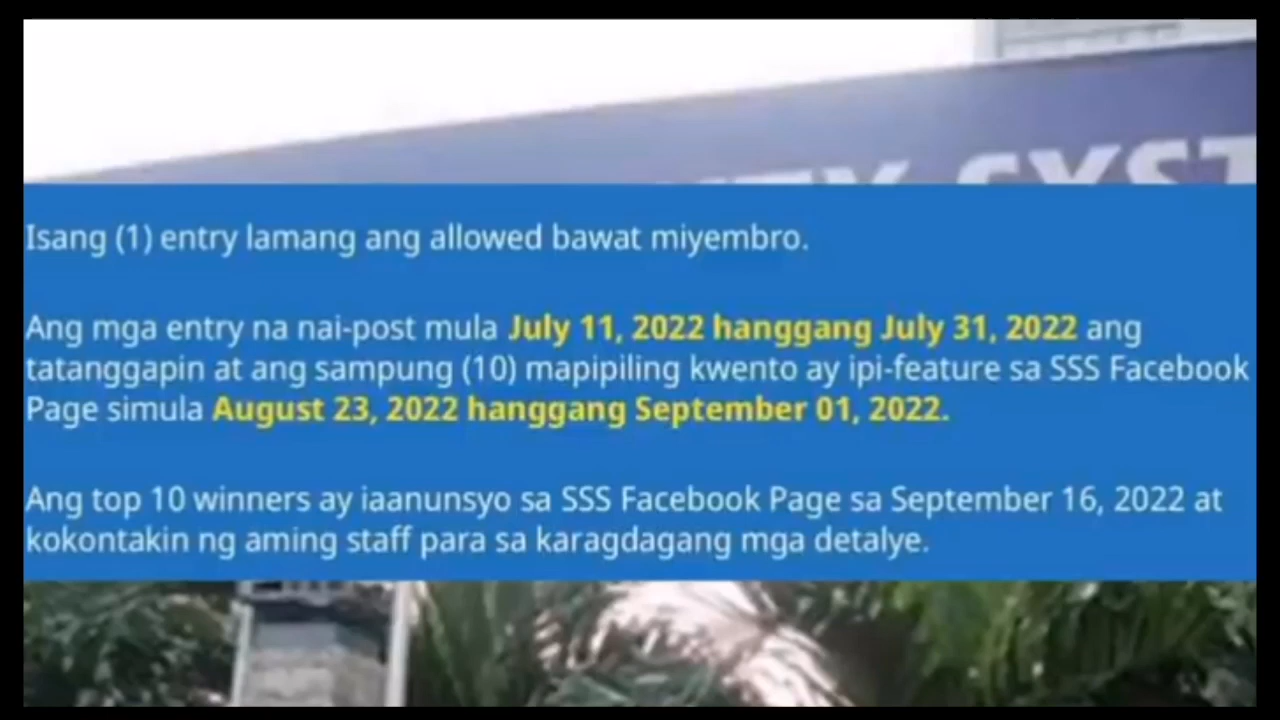 SYST
Isang (1) entry lamang ang allowed bawat miyembro.
Ang mga entry na nai-post mula July 11, 2022 hanggang July 31, 2022 ang
tatanggapin at ang sampung (10) mapipiling kwento ay ipi-feature sa SSS Facebook
Page simula August 23, 2022 hanggang September 01, 2022.
Ang top 10 winners ay iaanunsyo sa SSS Facebook Page sa September 16, 2022 at
kokontakin ng aming staff para sa karagdagang mga detalye.